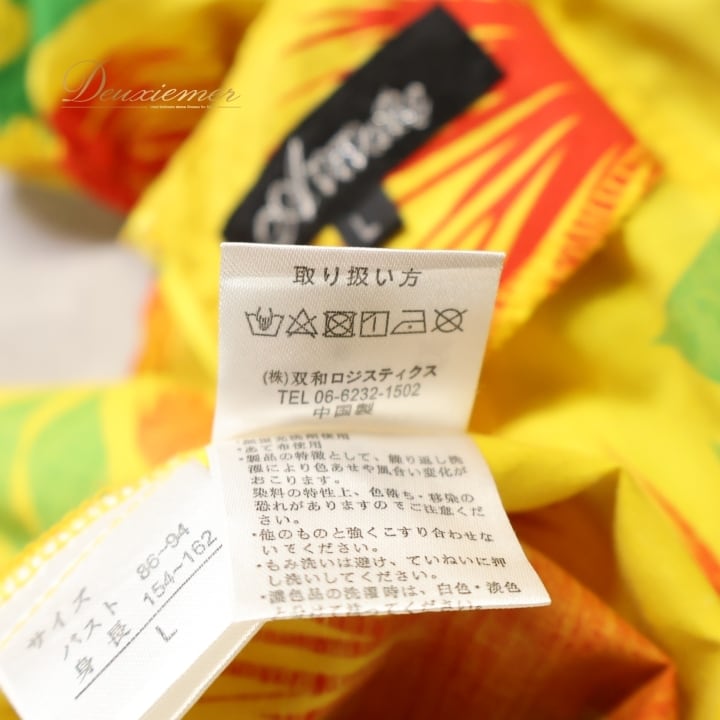 Deuxiemer
L
取り扱い方
(株)双和ロジスティクス
TEL 06-6232-1502
中国製
・あて布使用
・製品の特徴として、繰り返し洗
濯により色あせや風合い変化が
おこります。
染料の特性上、色落ち・移染の
恐れがありますのでご注意くだ
さい。
・他のものと強くこすり合わせな
いでください。
・もみ洗いは避け、ていねいに押
し洗いしてください。
・濃色品の洗濯時は、白色・淡色
サイズ
バスト 86~94
身長 154~162
L